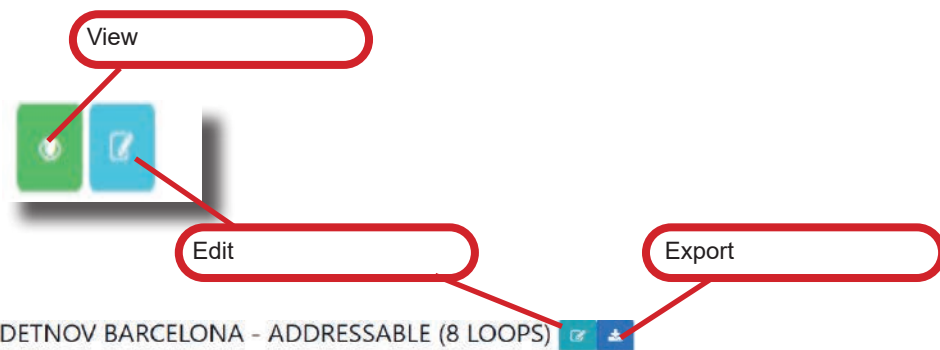 View
Edit
Export
DETNOV BARCELONA - ADDRESSABLE (8 LOOPS)